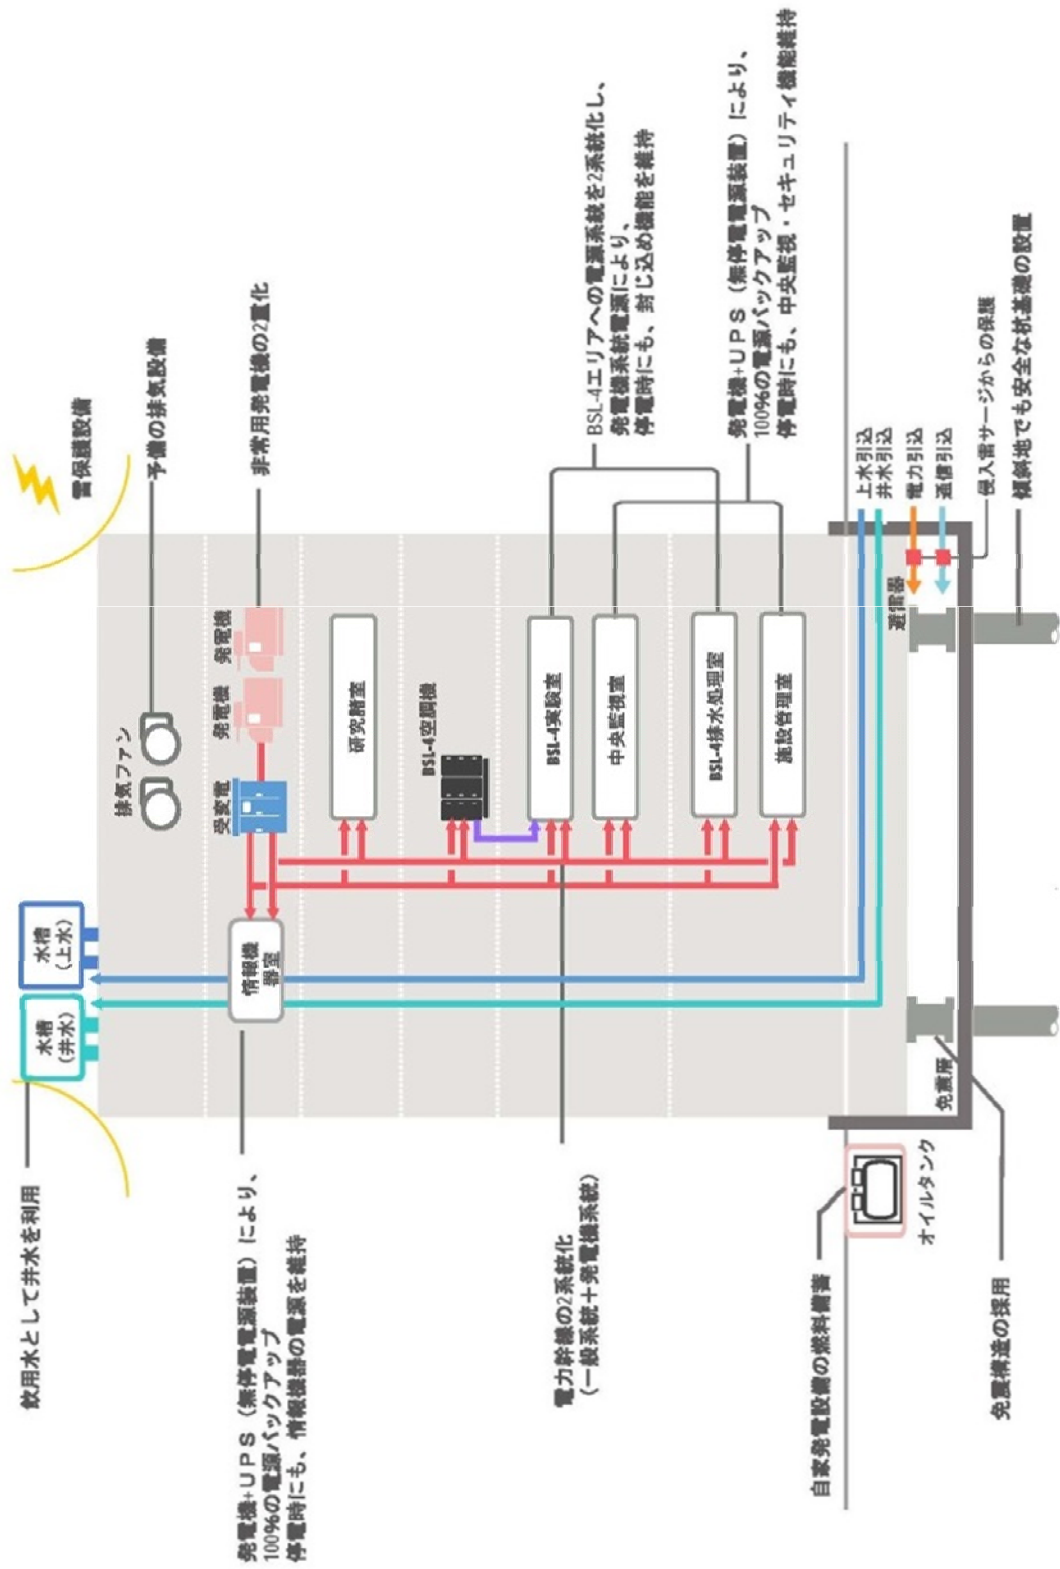 雷保護設備
予備の排気設備
非常用発電機の2重化
飲用水として井水を利用
水槽
(井水)
水槽
(上水)
排気ファン
受変電
発電機
発電機
情報機
器室
発電機+UPS（無停電電源装置）により、
100%の電源バックアップ
停電時にも、情報機器の電源を維持
研究諸室
BSL-4空調機
BSL-4実験室
中央監視室
BSL-4排水処理室
施設管理室
BSL-4エリアへの電源系統を2系統化し、
発電機系統電源により、
停電時にも、封じ込め機能を維持
発電機+UPS（無停電電源装置）により、
100%の電源バックアップ
停電時にも、中央監視・セキュリティ機能維持
電力幹線の2系統化
（一般系統＋発電機系統）
上水引込
井水引込
電力引込
通信引込
避雷器
侵入雷サージからの保護
傾斜地でも安全な杭基礎の設置
自家発電設備の燃料備蓄
オイルタンク
免震層
免震構造の採用